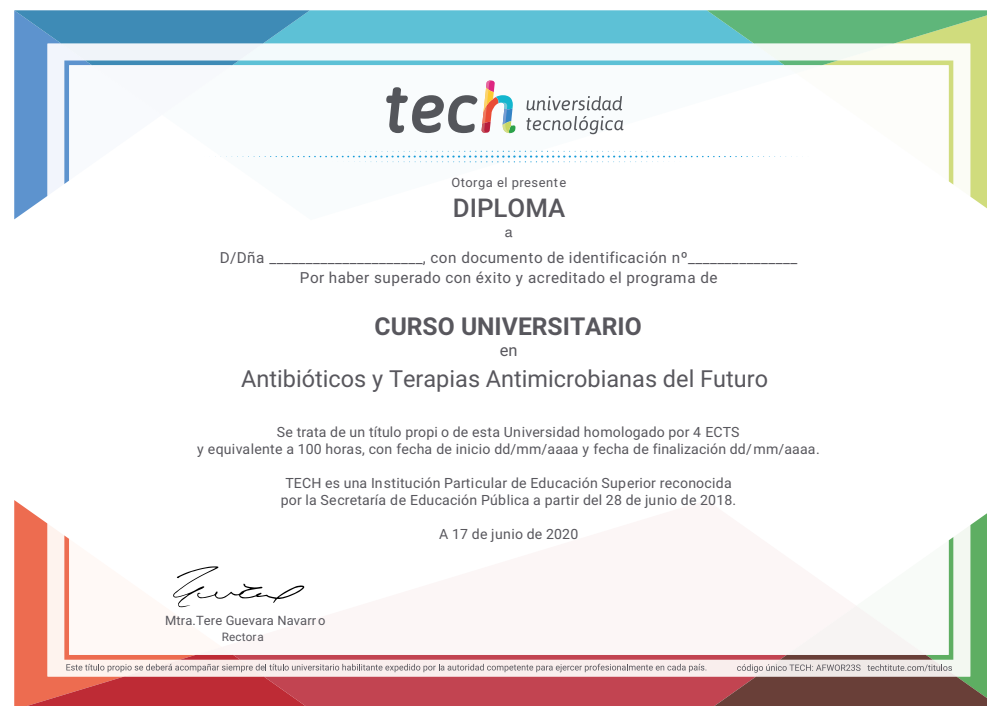 tech universidad
tecnológica
Otorga el presente
DIPLOMA
a
D/Dña _____________________, con documento de identificación nº_______________
Por haber superado con éxito y acreditado el programa de
CURSO UNIVERSITARIO
en
Antibióticos y Terapias Antimicrobianas del Futuro
Se trata de un título propi o de esta Universidad homologado por 4 ECTS
y equivalente a 100 horas, con fecha de inicio dd/mm/aaaa y fecha de finalización dd/mm/aaaa.
TECH es una Institución Particular de Educación Superior reconocida
por la Secretaría de Educación Pública a partir del 28 de junio de 2018.
A 17 de junio de 2020
Mtra.Tere Guevara Navarro
Rectora
Este título propio se deberá acompañar siempre del título universitario habilitante expedido por la autoridad competente para ejercer profesionalmente en cada país. código único TECH: AFWOR23S techtitute.com/titulos